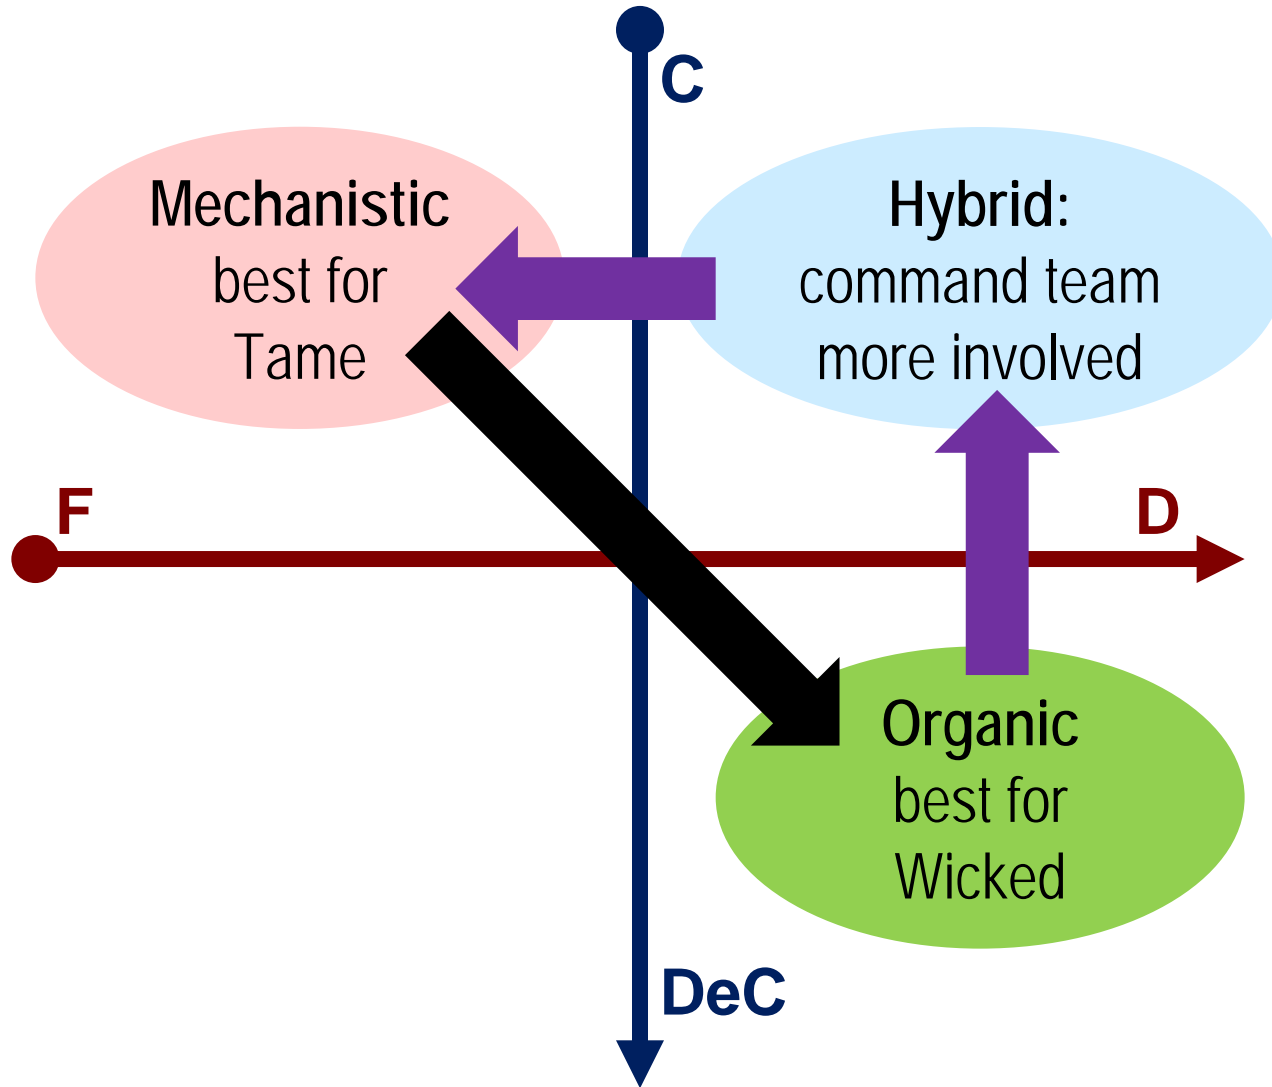 C
Mechanistic
best for
Tame
Hybrid:
command team
more involved
F
D
Organic
best for
Wicked
DeC